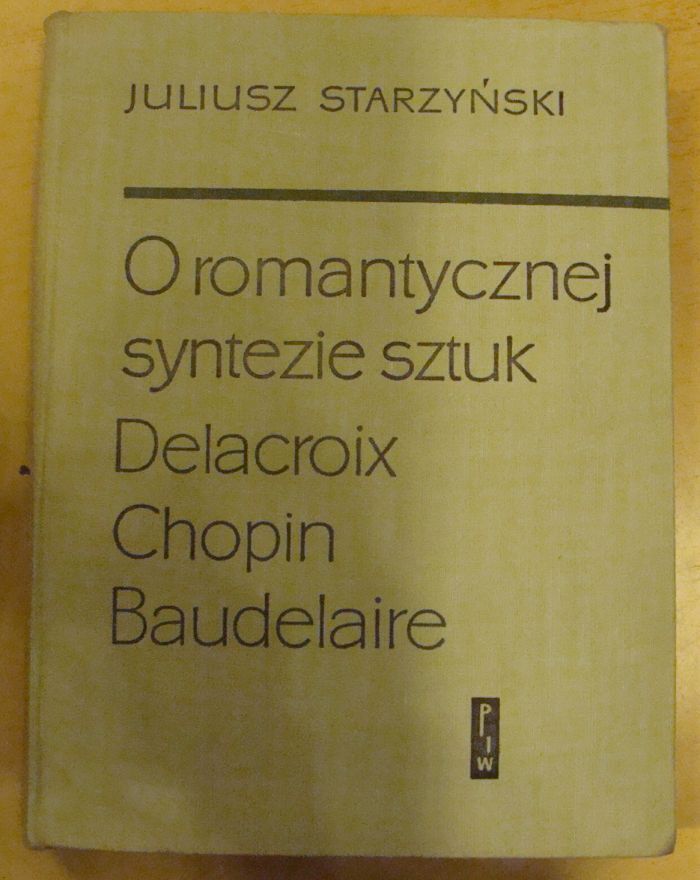 JULIUSZ STARZYŃSKI
O romantycznej
syntezie sztuk
Delacroix
Chopin
Baudelaire
PIW